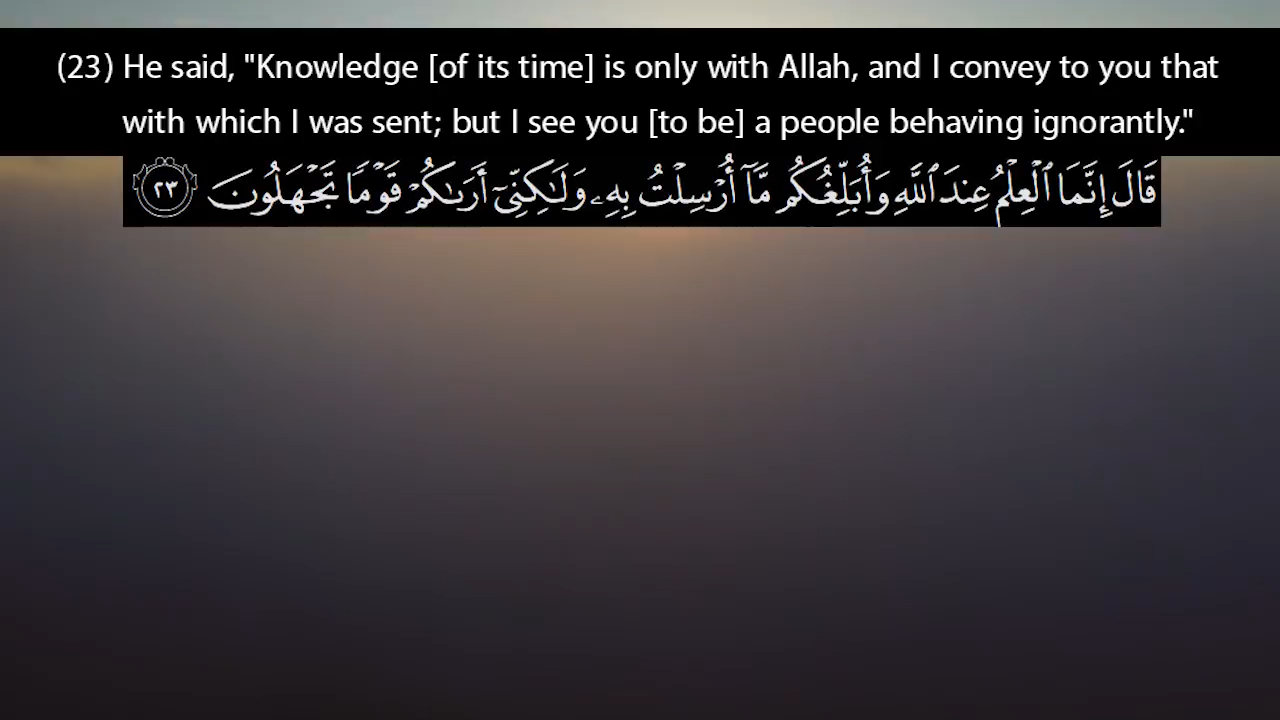 (23) He said, "Knowledge [of its time] is only with Allah, and I convey to you that
with which I was sent; but I see you [to be] a people behaving ignorantly."
قَالَ إِنَّمَا ٱلْعِلْمُ عِندَ ٱللَّهِ وَأُبَلِّغُكُم مَّآ أُرْسِلْتُ بِهِۦ وَلَـٰكِنِّىٓ أَرَىٰكُمْ قَوْمًا تَجْهَلُونَ ٢٣